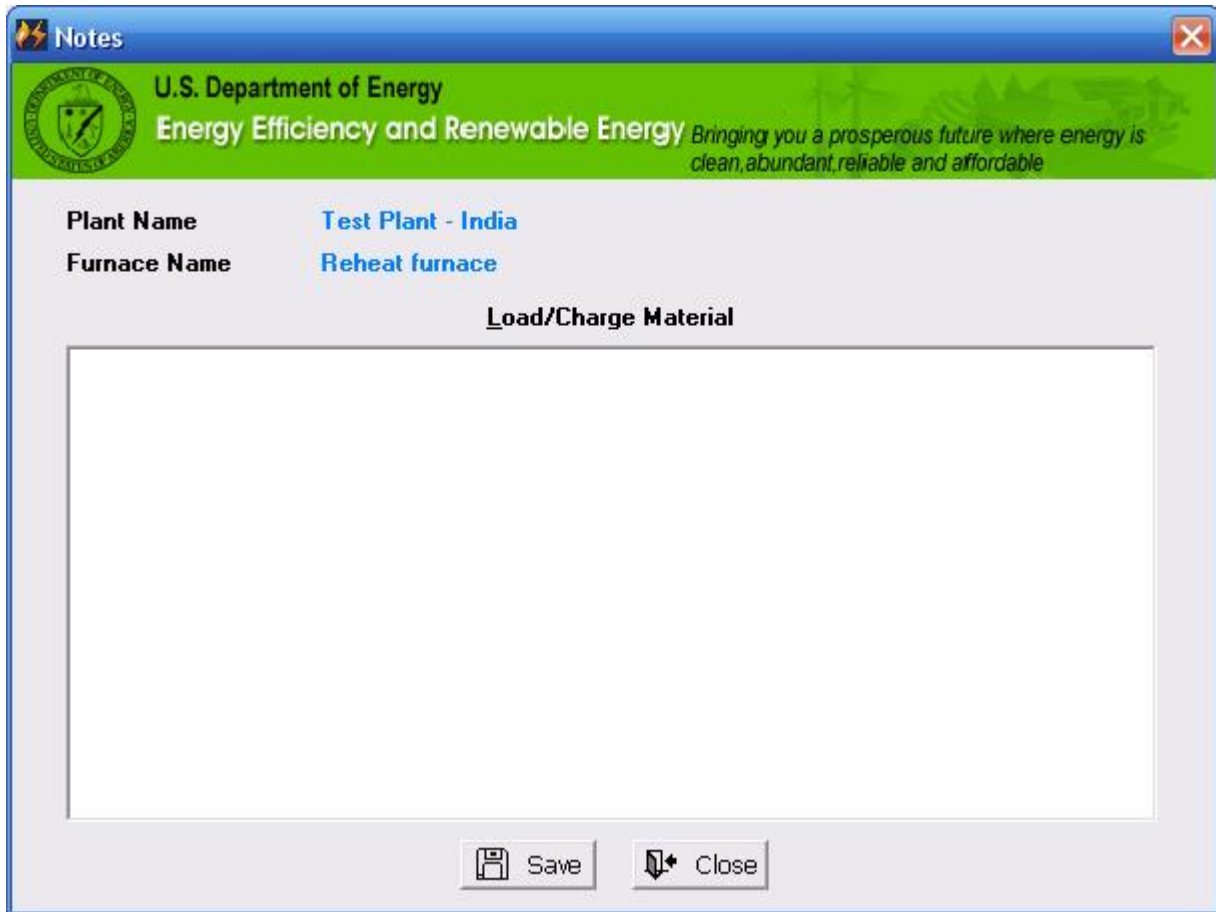 Notes
U.S. Department of Energy
Energy Efficiency and Renewable Energy Bringing you a prosperous future where energy is
clean,abundant,reliable and affordable
Plant Name Test Plant - India
Furnace Name Reheat furnace
Load/Charge Material
Save Close